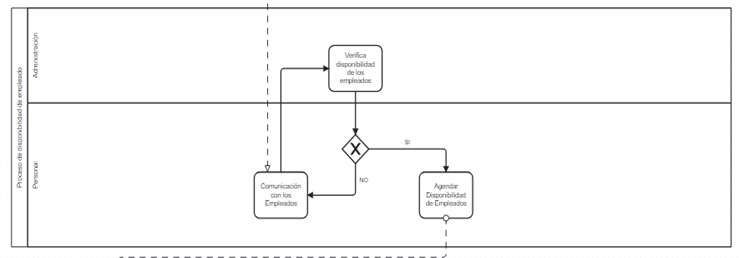 Proceso de disponibilidad de empleado
Administración
Personal
Verifica
disponibilidad
de los
empleados
SI
NO
Comunicación
con los
Empleados
Agendar
Disponibilidad
de Empleados